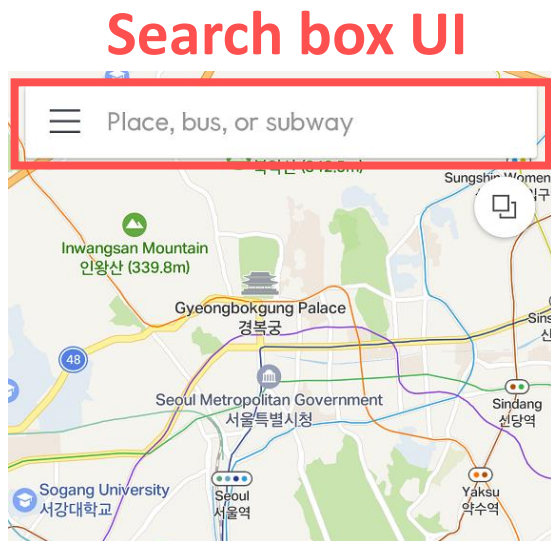 Search box UI
Place, bus, or subway
Sungshin Women
Inwangsan Mountain
인왕산 (339.8m)
Gyeongbokgung Palace
경복궁
48
Seoul Metropolitan Government
서울특별시청
Sindang
신당역
Sogang University
서강대학교
Seoul
서울역
Yaksu
약수역